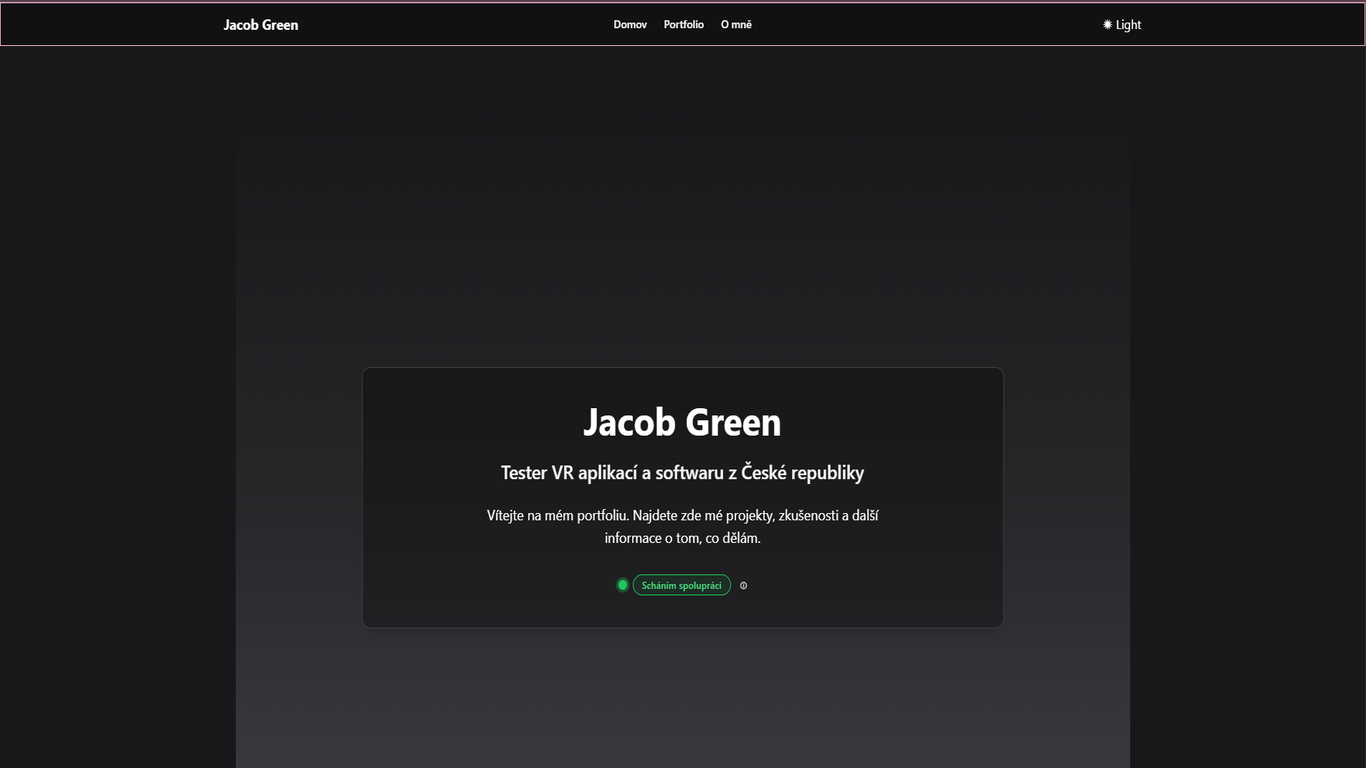 Jacob Green
Domov Portfolio O mně
Light
Jacob Green
Tester VR aplikací a softwaru z České republiky
Vítejte na mém portfoliu. Najdete zde mé projekty, zkušenosti a další
informace o tom, co dělám.
Scháním spolupráci